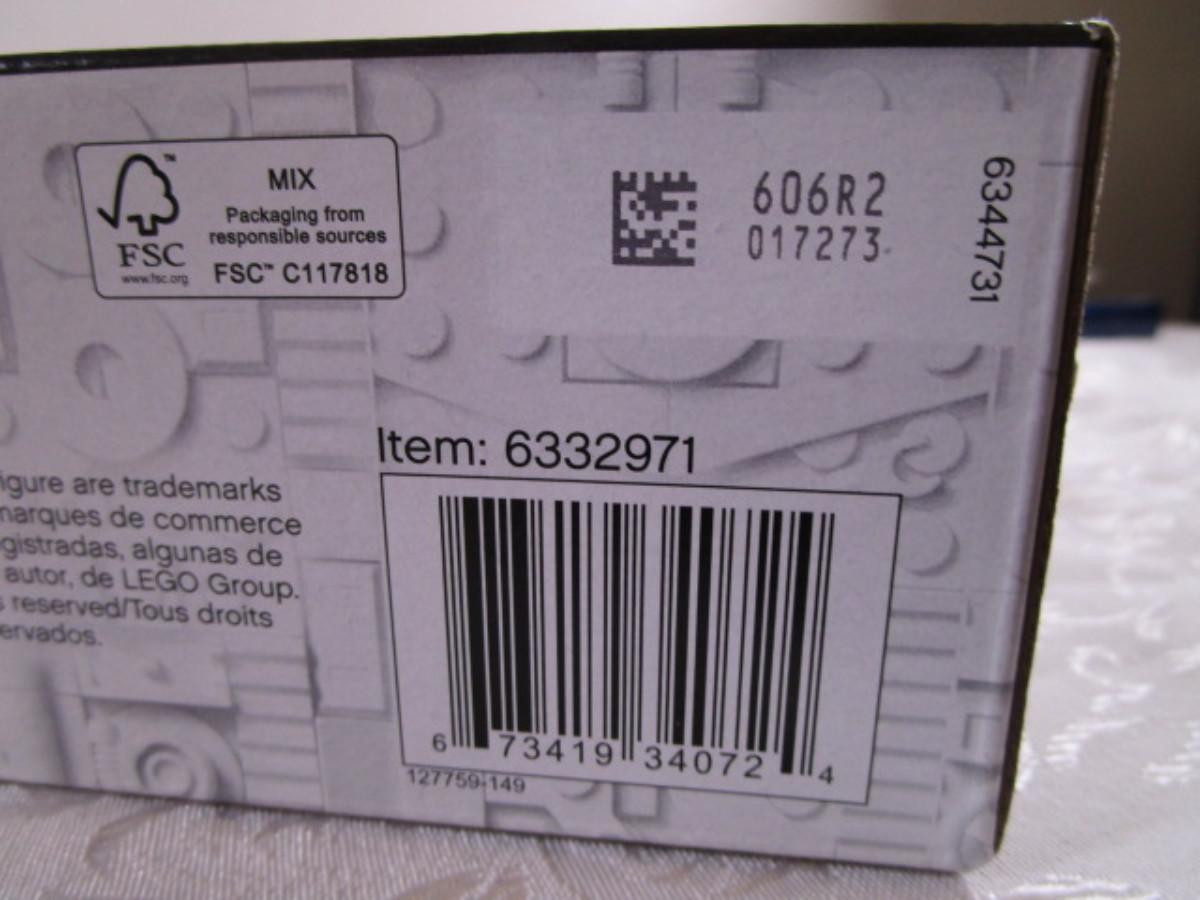 FSC
www.fsc.org
MIX
Packaging from
responsible sources
FSC™ C117818
606R2
017273
6344731
Item: 6332971
igure are trademarks
marques de commerce
gistradas, algunas de
autor, de LEGO Group.
s reserved/Tous droits
ervados.
6 73419 34072 4
127759-149